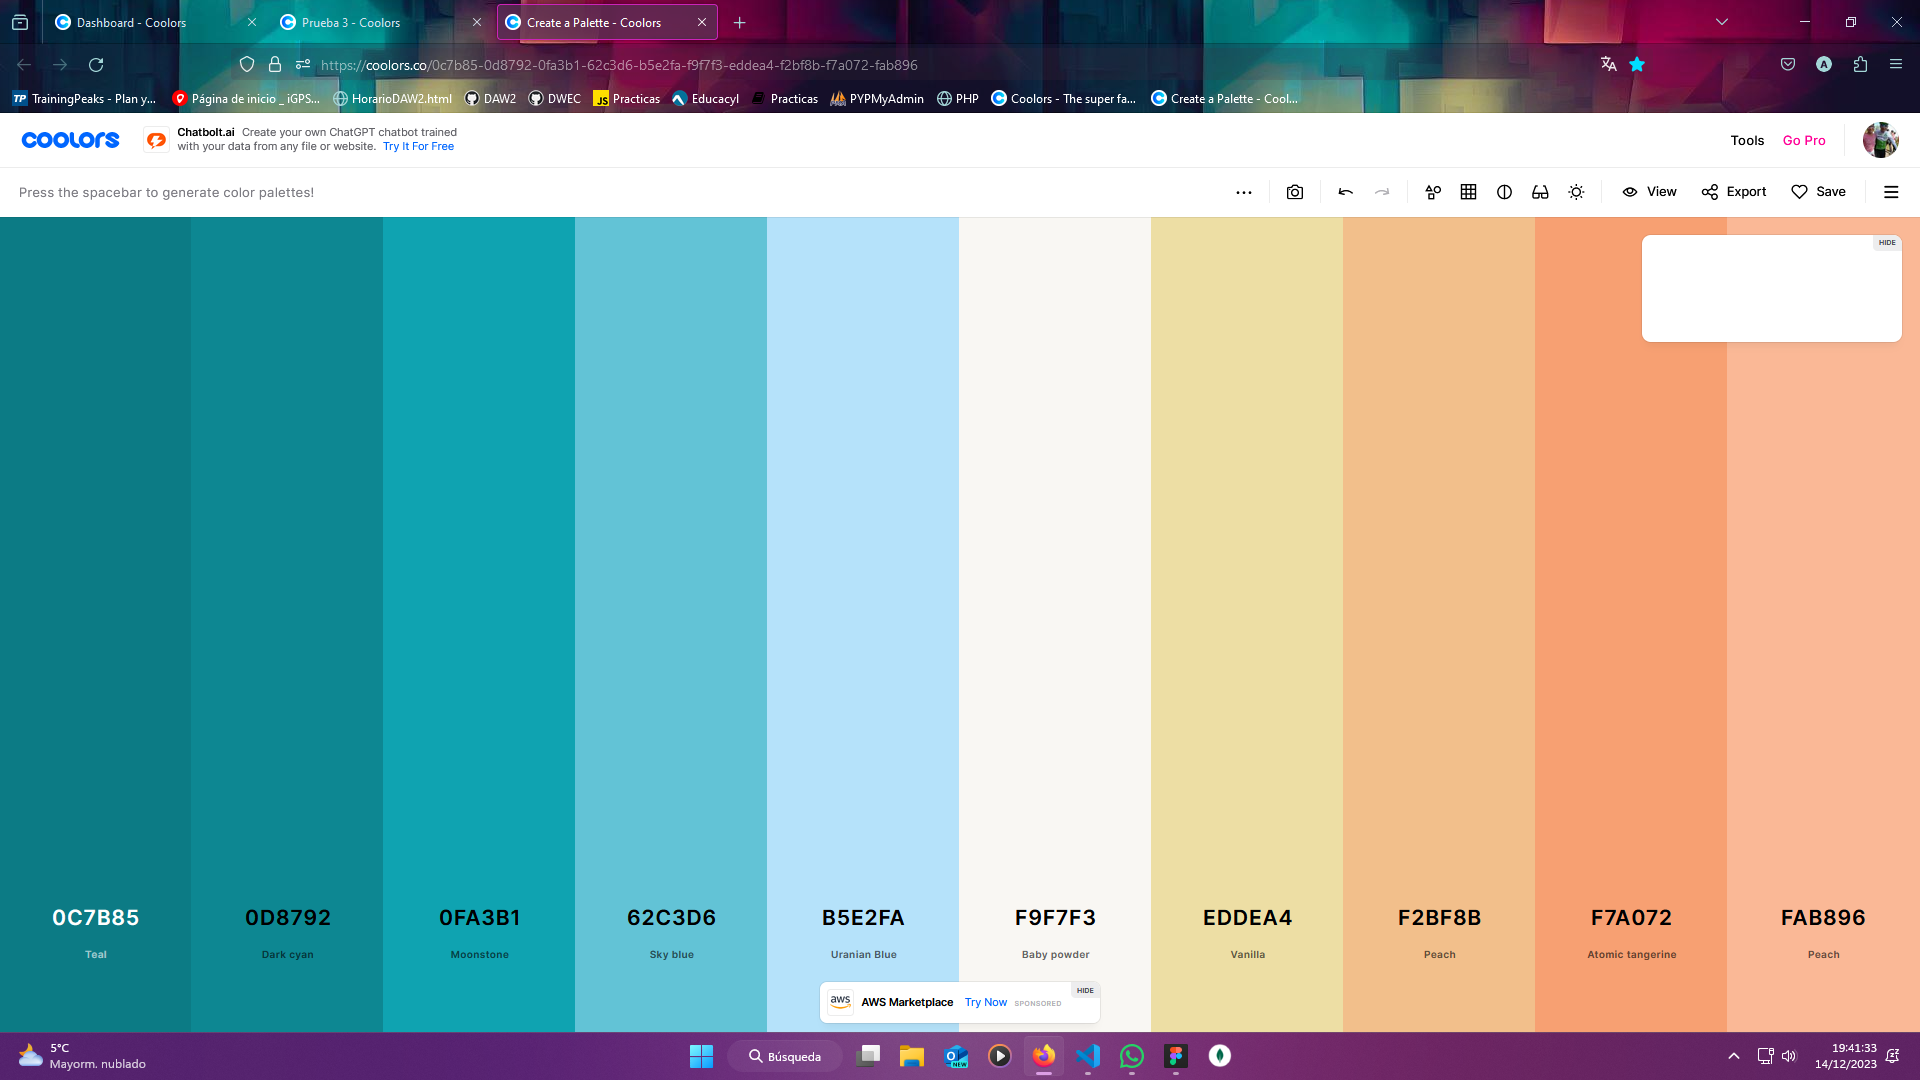 Dashboard - Coolors
Prueba 3 - Coolors
Create a Palette - Coolors
https://coolors.co/0c7b85-0d8792-0fa3b1-62c3d6-b5e2fa-f9f7f3-eddea4-f2bf8b-f7a072-fab896
A
TP TrainingPeaks - Plan y...
Página de inicio _ iGPS...
HorarioDAW2.html
DAW2
DWEC
JS Practicas
Educacyl
Practicas
PYPMyAdmin
PHP
Coolors - The super fa...
Create a Palette - Cool...
coolors
Chatbolt.ai Create your own ChatGPT chatbot trained
with your data from any file or website. Try It For Free
Tools
Go Pro
Press the spacebar to generate color palettes!
View
Export
Save
HIDE
0C7B85
0D8792
0FA3B1
62C3D6
B5E2FA
F9F7F3
EDDEA4
F2BF8B
F7A072
FAB896
Teal
Dark cyan
Moonstone
Sky blue
Uranian Blue
Baby powder
Vanilla
Peach
Atomic tangerine
Peach
aws
AWS Marketplace Try Now SPONSORED
HIDE
5°C
Mayorm. nublado
Búsqueda
NEW
19:41:33
14/12/2023